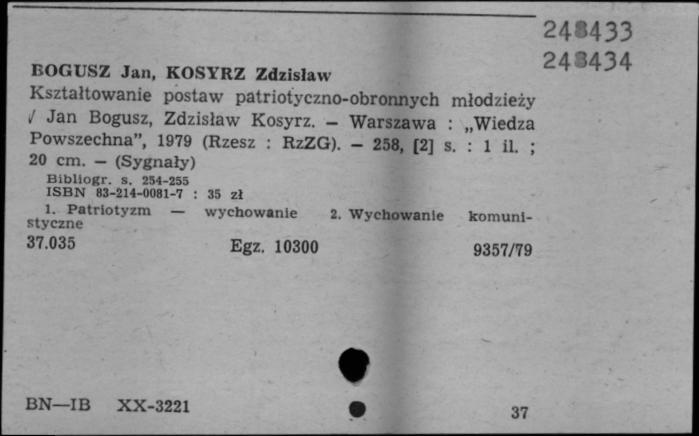 248433
248434
BOGUSZ Jan, KOSYRZ Zdzisław
Kształtowanie postaw patriotyczno-obronnych młodzieży
/ Jan Bogusz, Zdzisław Kosyrz. — Warszawa : „Wiedza
Powszechna”, 1979 (Rzesz : RzZG). — 258, [2] s. : 1 il. ;
20 cm. — (Sygnały)
Bibliogr. s. 254-255
ISBN 83-214-0081-7 : 35 zł
1. Patriotyzm — wychowanie 2. Wychowanie komuni-
styczne
37.035 Egz. 10300 9357/79
BN—IB XX-3221 37